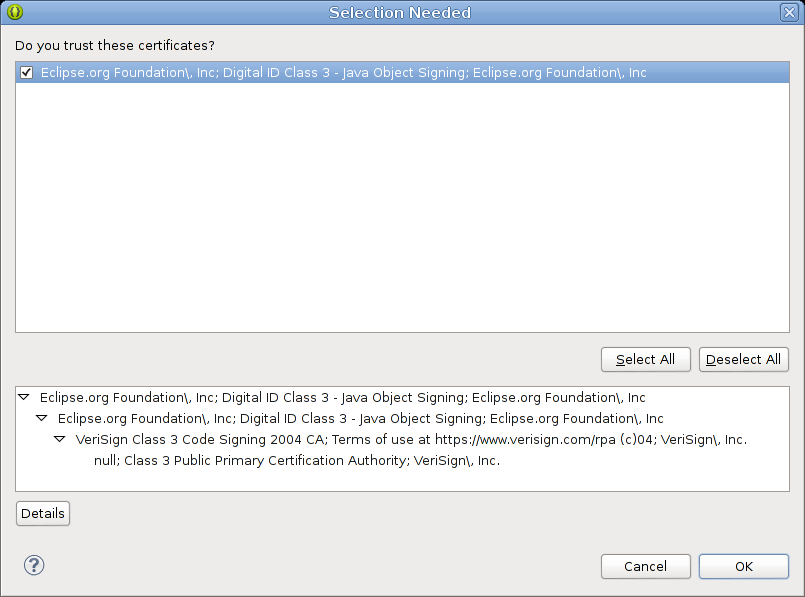 Selection Needed
Do you trust these certificates?
Eclipse.org Foundation\, Inc; Digital ID Class 3 - Java Object Signing; Eclipse.org Foundation\, Inc
Select All Deselect All
Eclipse.org Foundation\, Inc; Digital ID Class 3 - Java Object Signing; Eclipse.org Foundation\, Inc
Eclipse.org Foundation\, Inc; Digital ID Class 3 - Java Object Signing; Eclipse.org Foundation\, Inc
VeriSign Class 3 Code Signing 2004 CA; Terms of use at https://www.verisign.com/rpa (c)04; VeriSign\, Inc.
null; Class 3 Public Primary Certification Authority; VeriSign\, Inc.
Details
? Cancel OK